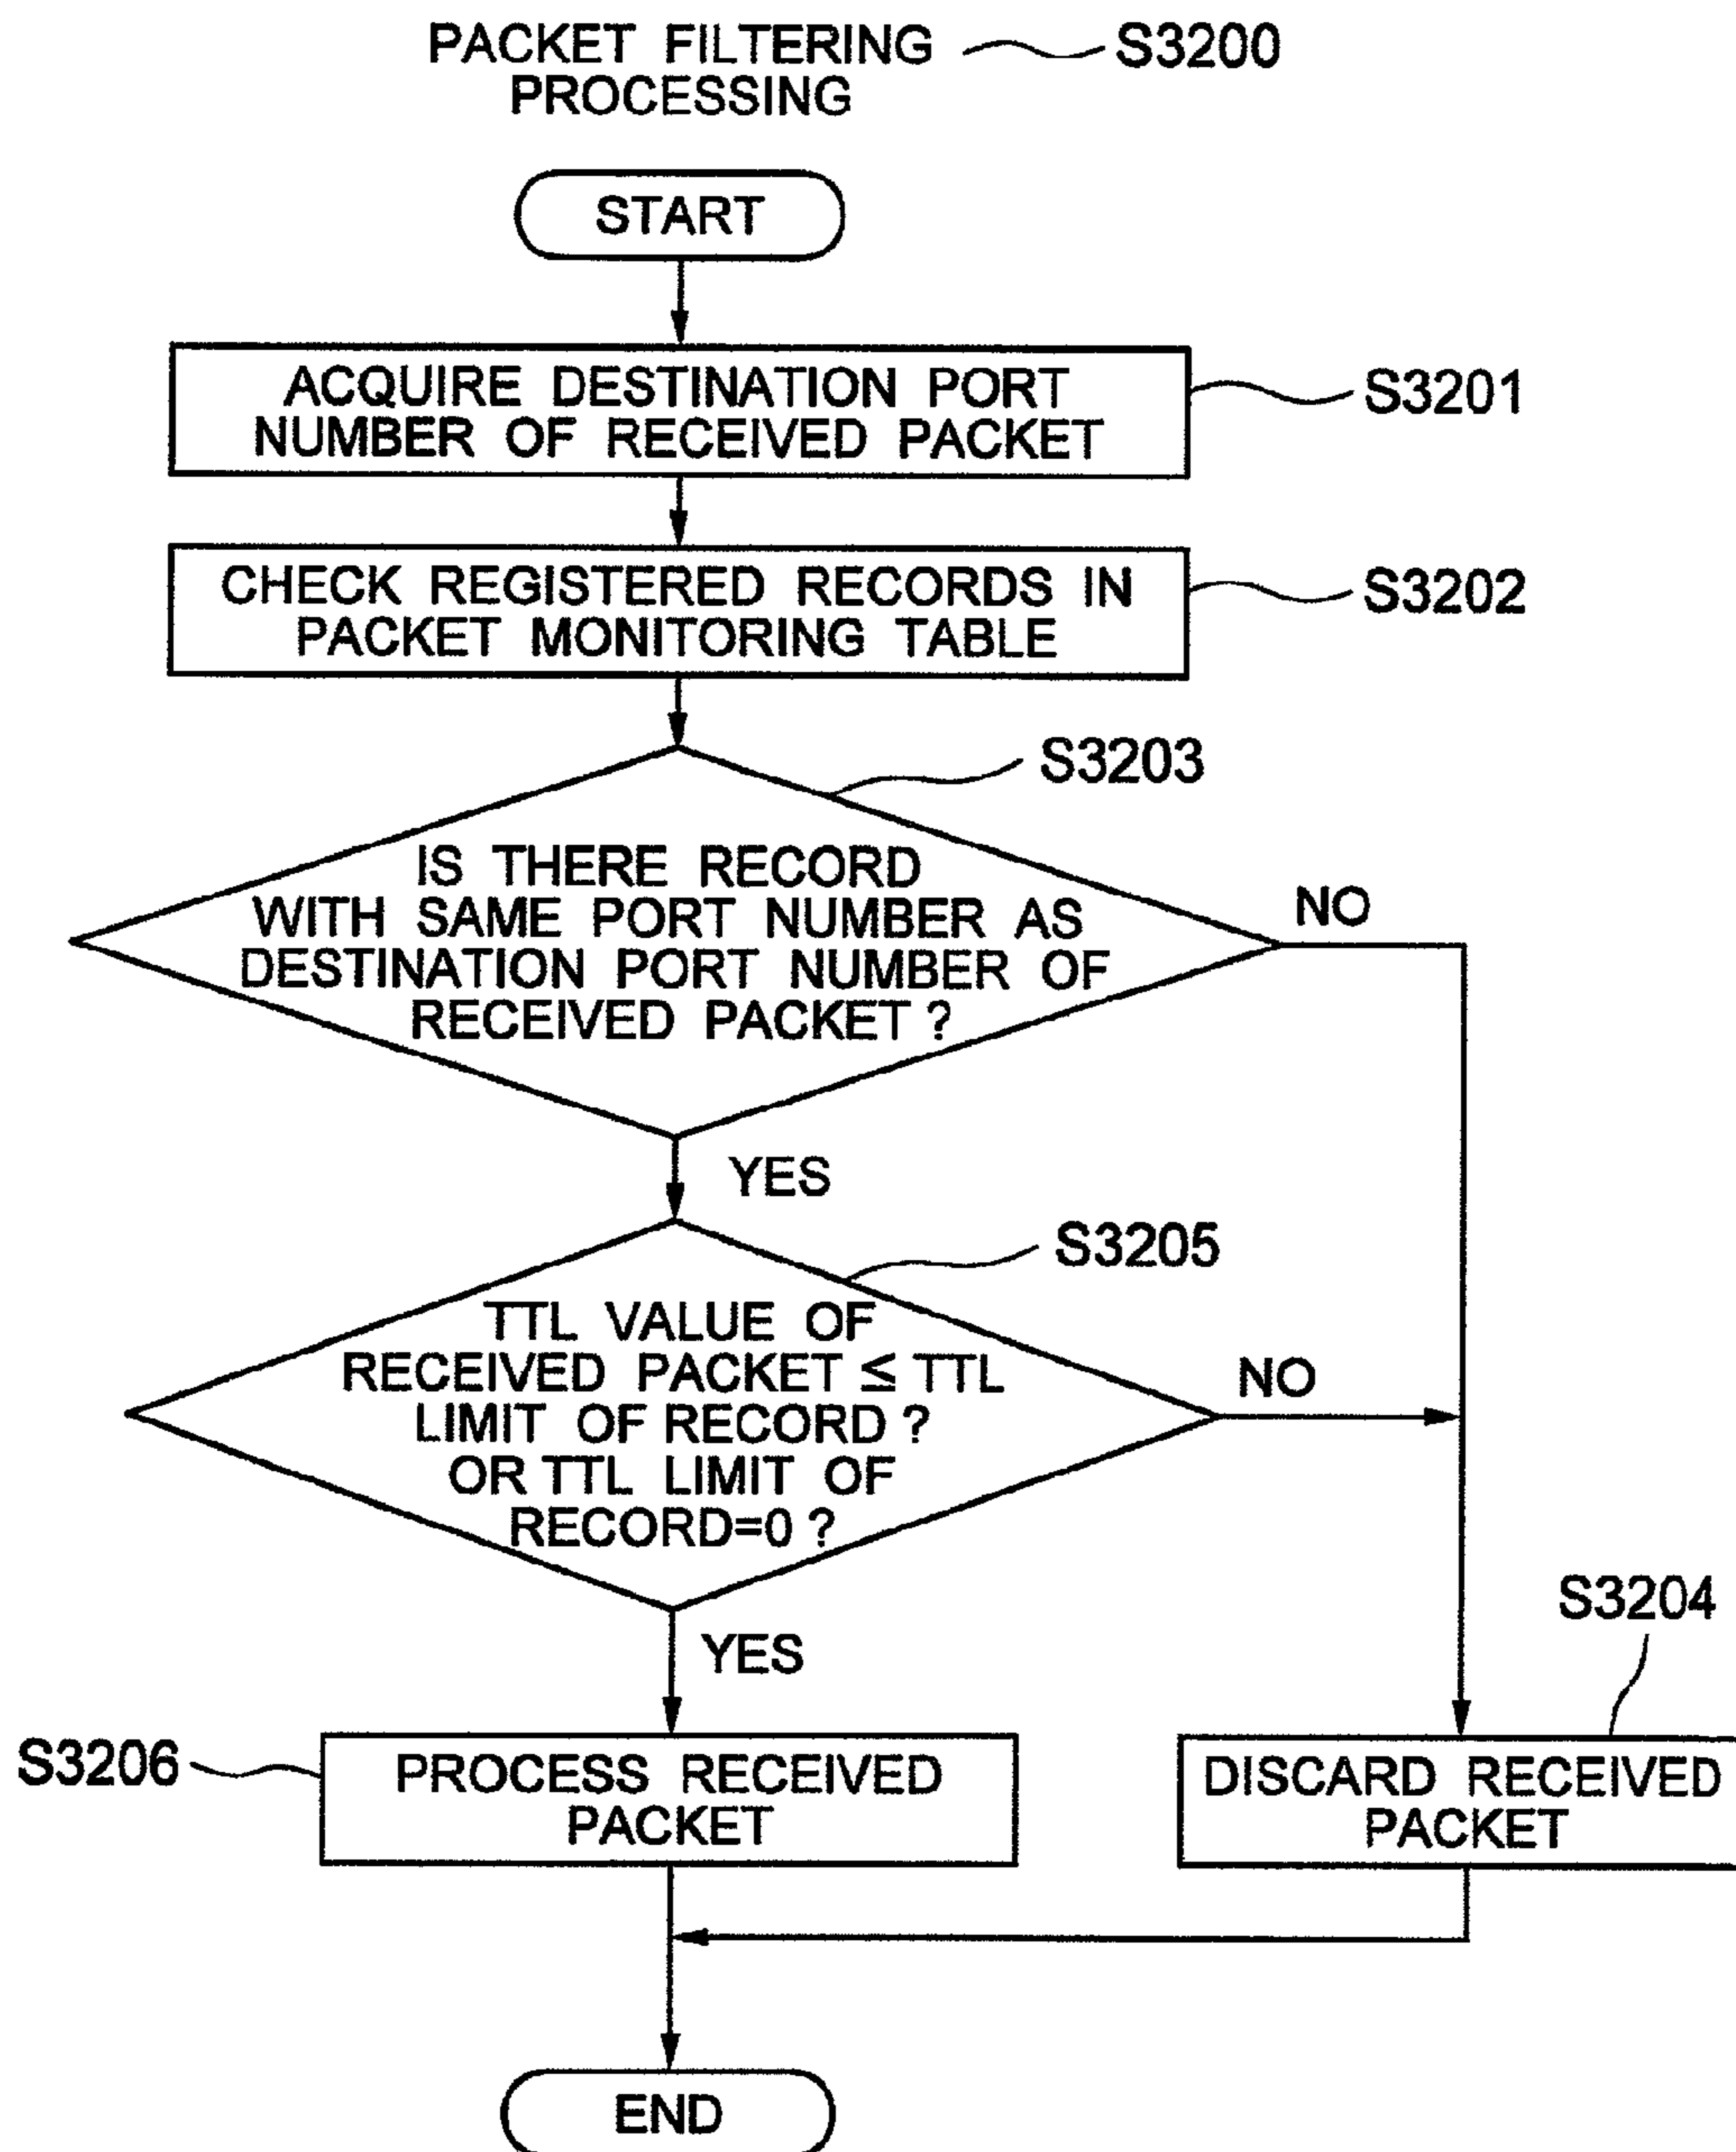 PACKET FILTERING
PROCESSING
S3200
START
ACQUIRE DESTINATION PORT
NUMBER OF RECEIVED PACKET
S3201
CHECK REGISTERED RECORDS IN
PACKET MONITORING TABLE
S3202
S3203
IS THERE RECORD
WITH SAME PORT NUMBER AS
DESTINATION PORT NUMBER OF
RECEIVED PACKET ?
NO
YES
S3205
TTL VALUE OF
RECEIVED PACKET ≤ TTL
LIMIT OF RECORD ?
OR TTL LIMIT OF
RECORD=0 ?
NO
YES
S3204
S3206
PROCESS RECEIVED
PACKET
DISCARD RECEIVED
PACKET
END